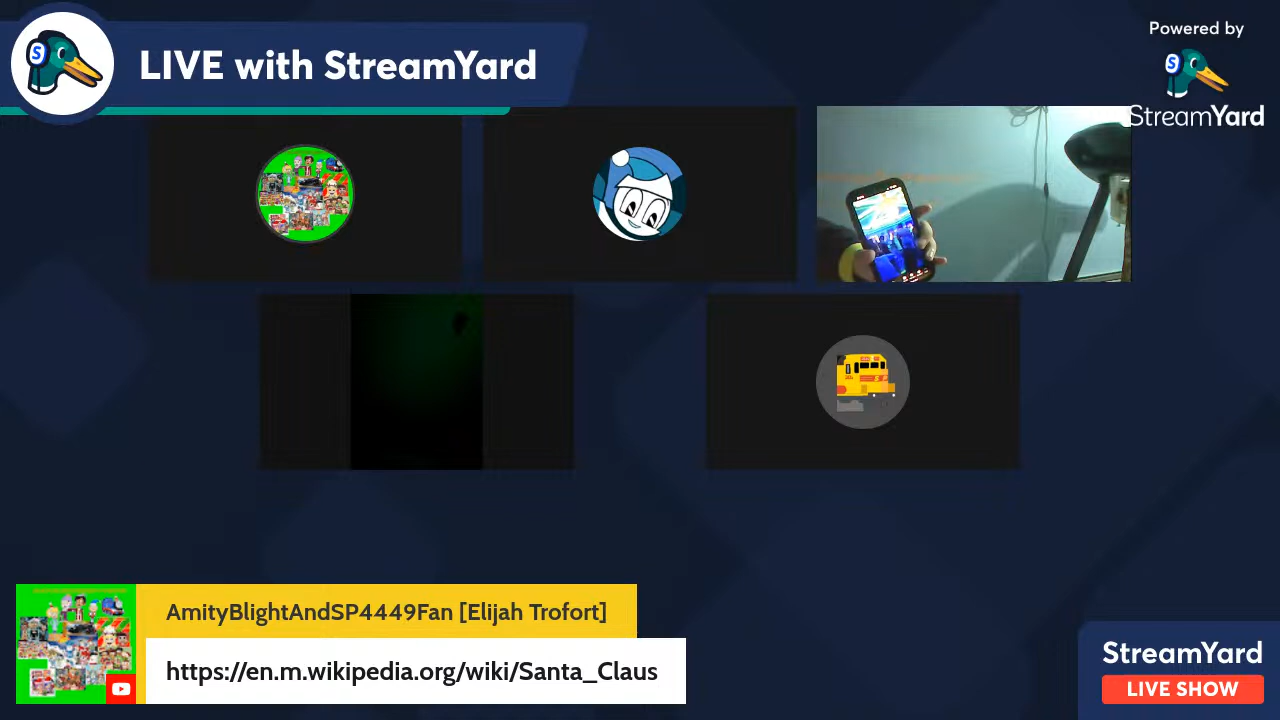 LIVE with StreamYard
Powered by
StreamYard
AmityBlightAndSP4449Fan [Elijah Trofort]
https://en.m.wikipedia.org/wiki/Santa_Claus
StreamYard
LIVE SHOW